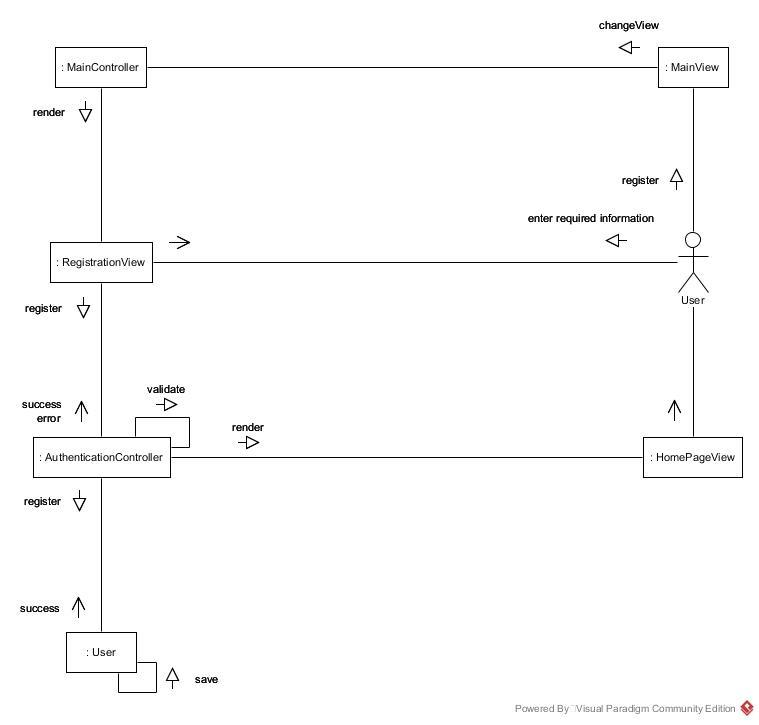 changeView
: MainController
: MainView
render
register
enter required information
: RegistrationView
User
register
validate
success
error
render
: AuthenticationController
: HomePageView
register
success
: User
save
Powered By Visual Paradigm Community Edition